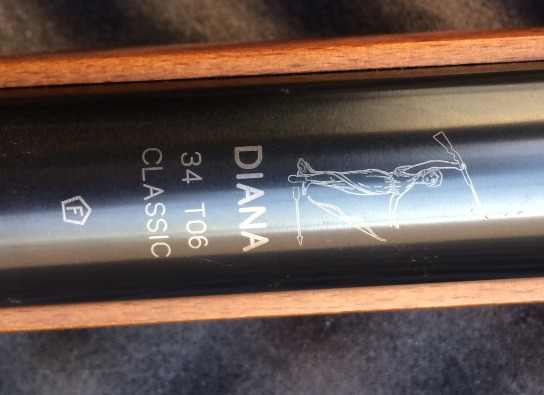 DIANA
34 T06
CLASSIC
F